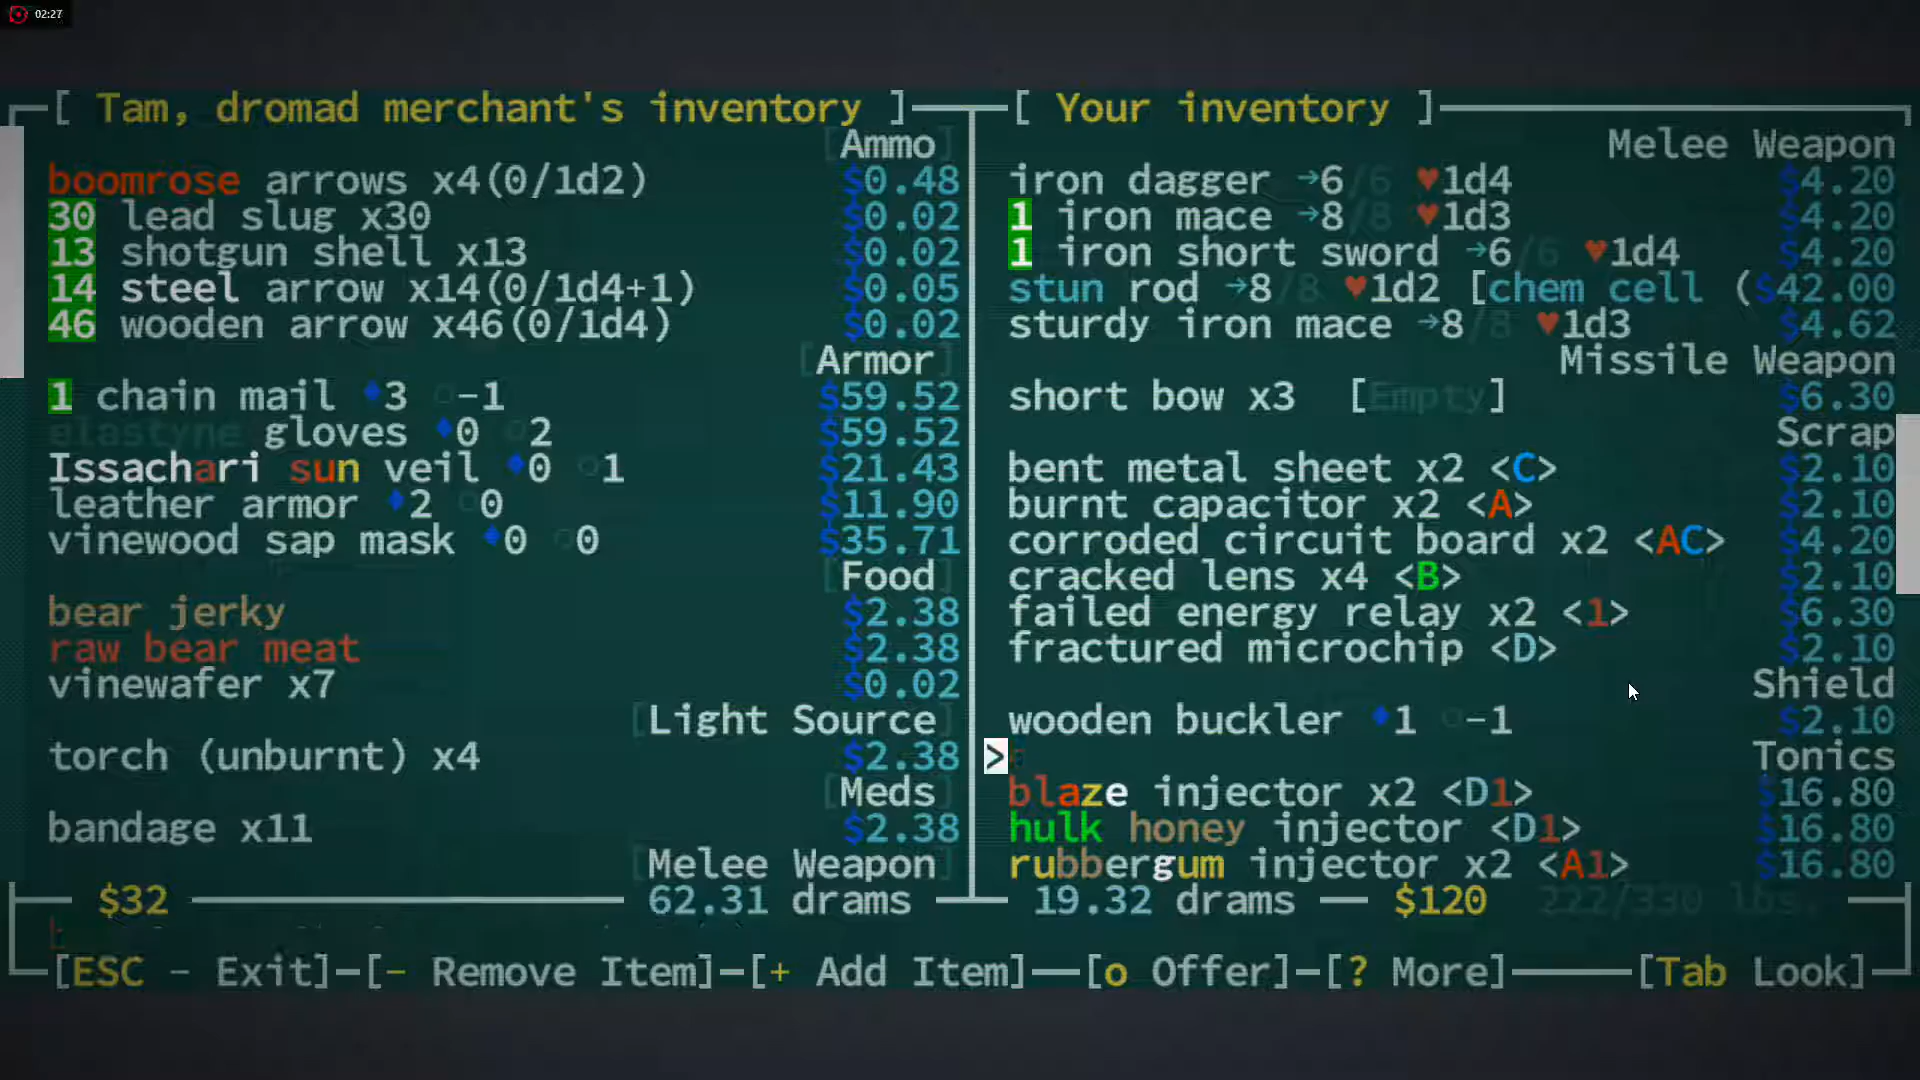 02:27
[ Tam, dromad merchant's inventory ]
[Ammo]
boomrose arrows x4(0/1d2) $0.48
30 lead slug x30 $0.02
13 shotgun shell x13 $0.02
14 steel arrow x14(0/1d4+1) $0.05
46 wooden arrow x46(0/1d4) $0.02
[Armor]
1 chain mail ♦3 ○-1 $59.52
elastyne gloves ♦0 ○2 $59.52
Issachari sun veil ♦0 ○1 $21.43
leather armor ♦2 ○0 $11.90
vinewood sap mask ♦0 ○0 $35.71
[Food]
bear jerky $2.38
raw bear meat $2.38
vinewafer x7 $0.02
[Light Source]
torch (unburnt) x4 $2.38
[Meds]
bandage x11 $2.38
[Melee Weapon]
$32 62.31 drams
[ Your inventory ]
Melee Weapon
iron dagger →6/6 ♥1d4 $4.20
1 iron mace →8/8 ♥1d3 $4.20
1 iron short sword →6/6 ♥1d4 $4.20
stun rod →8/8 ♥1d2 [chem cell ($42.00
sturdy iron mace →8/8 ♥1d3 $4.62
Missile Weapon
short bow x3 [Empty] $6.30
Scrap
bent metal sheet x2 <C> $2.10
burnt capacitor x2 <A> $2.10
corroded circuit board x2 <AC> $4.20
cracked lens x4 <B> $2.10
failed energy relay x2 <1> $6.30
fractured microchip <D> $2.10
Shield
wooden buckler ♦1 ○-1 $2.10
> Tonics
blaze injector x2 <D1> $16.80
hulk honey injector <D1> $16.80
rubbergum injector x2 <A1> $16.80
19.32 drams — $120 222/330 lbs.
[ESC - Exit]—[- Remove Item]—[+ Add Item]—[o Offer]—[? More]—[Tab Look]